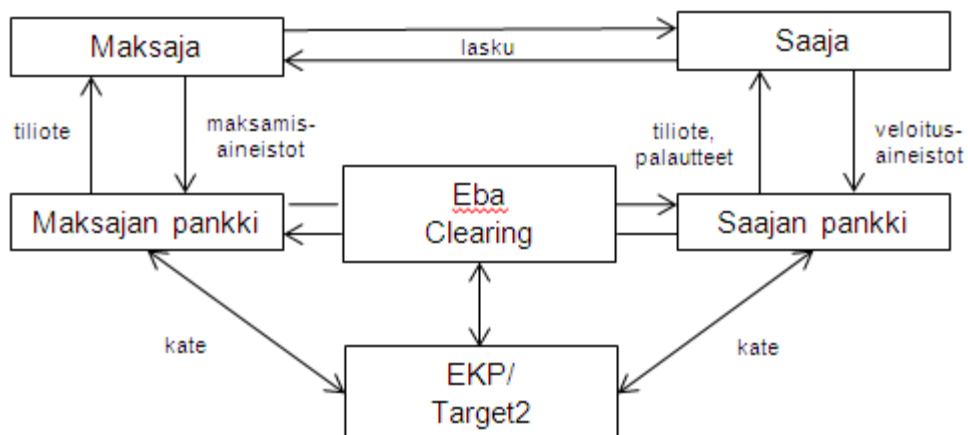 Maksaja
Saaja
lasku
tiliote
maksamis-
aineistot
tiliote,
palautteet
veloitus-
aineistot
Maksajan pankki
Eba
Clearing
Saajan pankki
kate
kate
EKP/
Target2